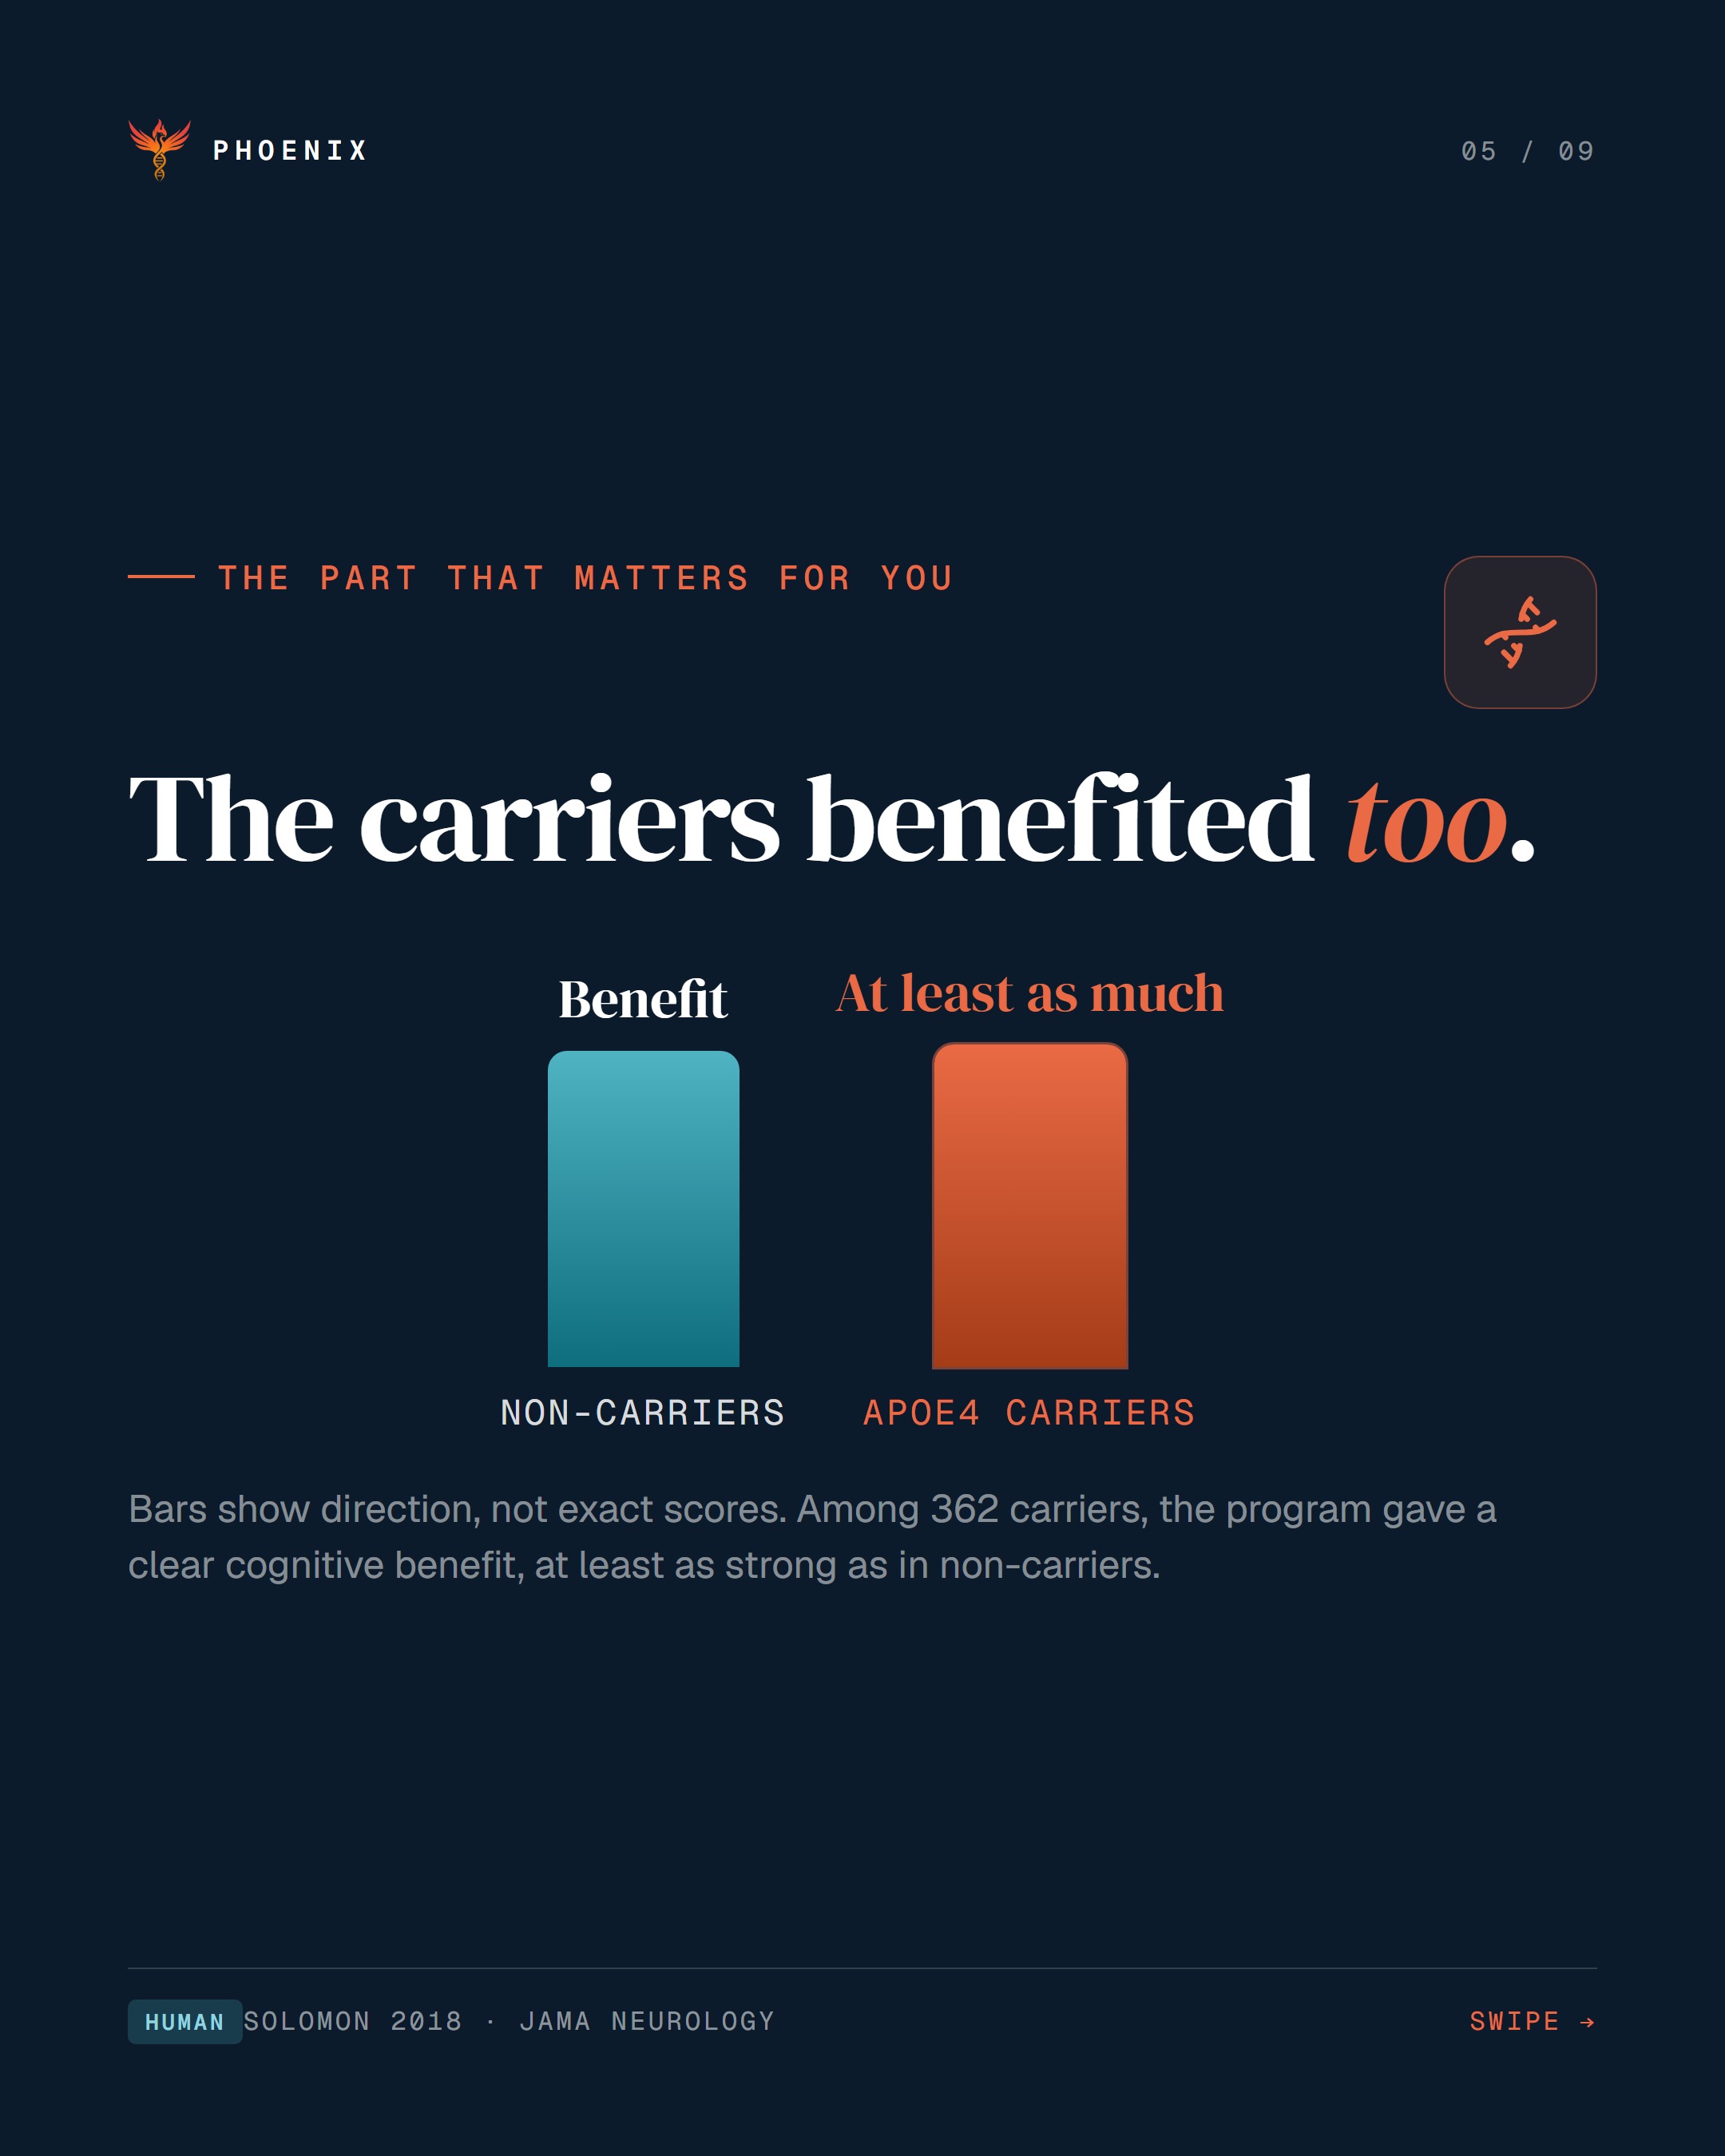 PHOENIX
05 / 09
THE PART THAT MATTERS FOR YOU
The carriers benefited too.
Benefit
At least as much
NON-CARRIERS
APOE4 CARRIERS
Bars show direction, not exact scores. Among 362 carriers, the program gave a
clear cognitive benefit, at least as strong as in non-carriers.
HUMAN SOLOMON 2018 · JAMA NEUROLOGY
SWIPE →